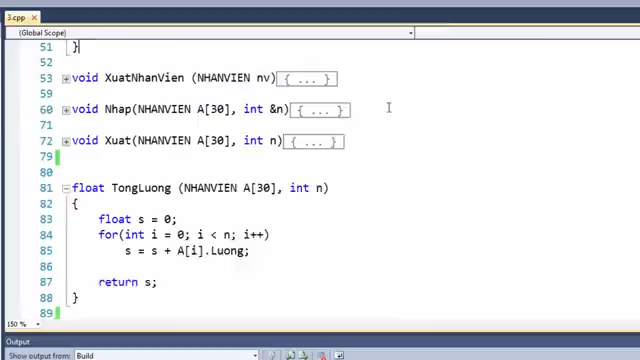 3.cpp
(Global Scope)
51 }
52
53 void XuatNhanVien (NHANVIEN nv){ ... }
59
60 void Nhap(NHANVIEN A[30], int &n){ ... }
71
72 void Xuat(NHANVIEN A[30], int n){ ... }
79
80
81 float TongLuong (NHANVIEN A[30], int n)
82 {
83 float s = 0;
84 for(int i = 0; i < n; i++)
85 s = s + A[i].Luong;
86
87 return s;
88 }
89
150 %
Output
Show output from: Build